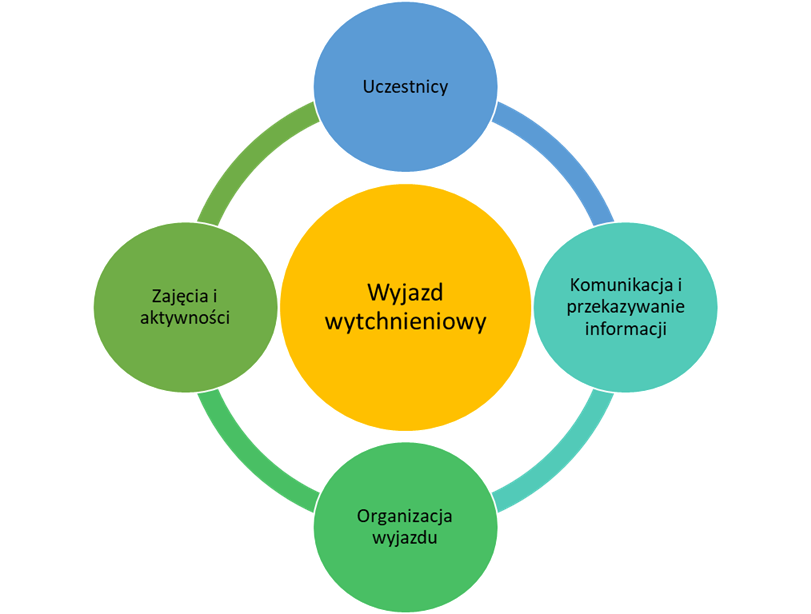 Uczestnicy
Zajęcia i
aktywności
Wyjazd
wytchnieniowy
Komunikacja i
przekazywanie
informacji
Organizacja
wyjazdu